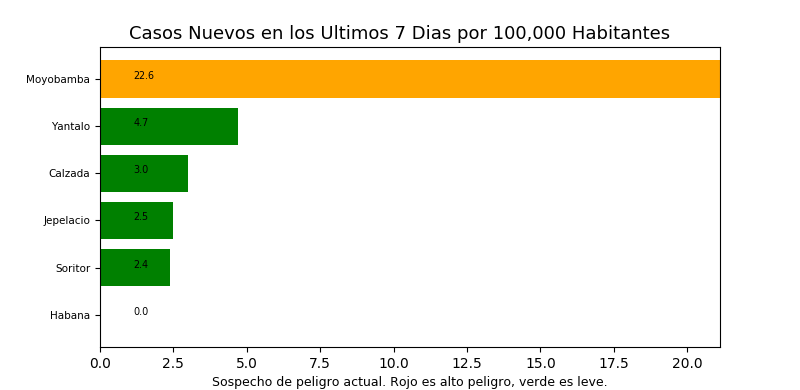 Casos Nuevos en los Ultimos 7 Dias por 100,000 Habitantes
Moyobamba 22.6
Yantalo 4.7
Calzada 3.0
Jepelacio 2.5
Soritor 2.4
Habana 0.0
0.0 2.5 5.0 7.5 10.0 12.5 15.0 17.5 20.0
Sospecho de peligro actual. Rojo es alto peligro, verde es leve.